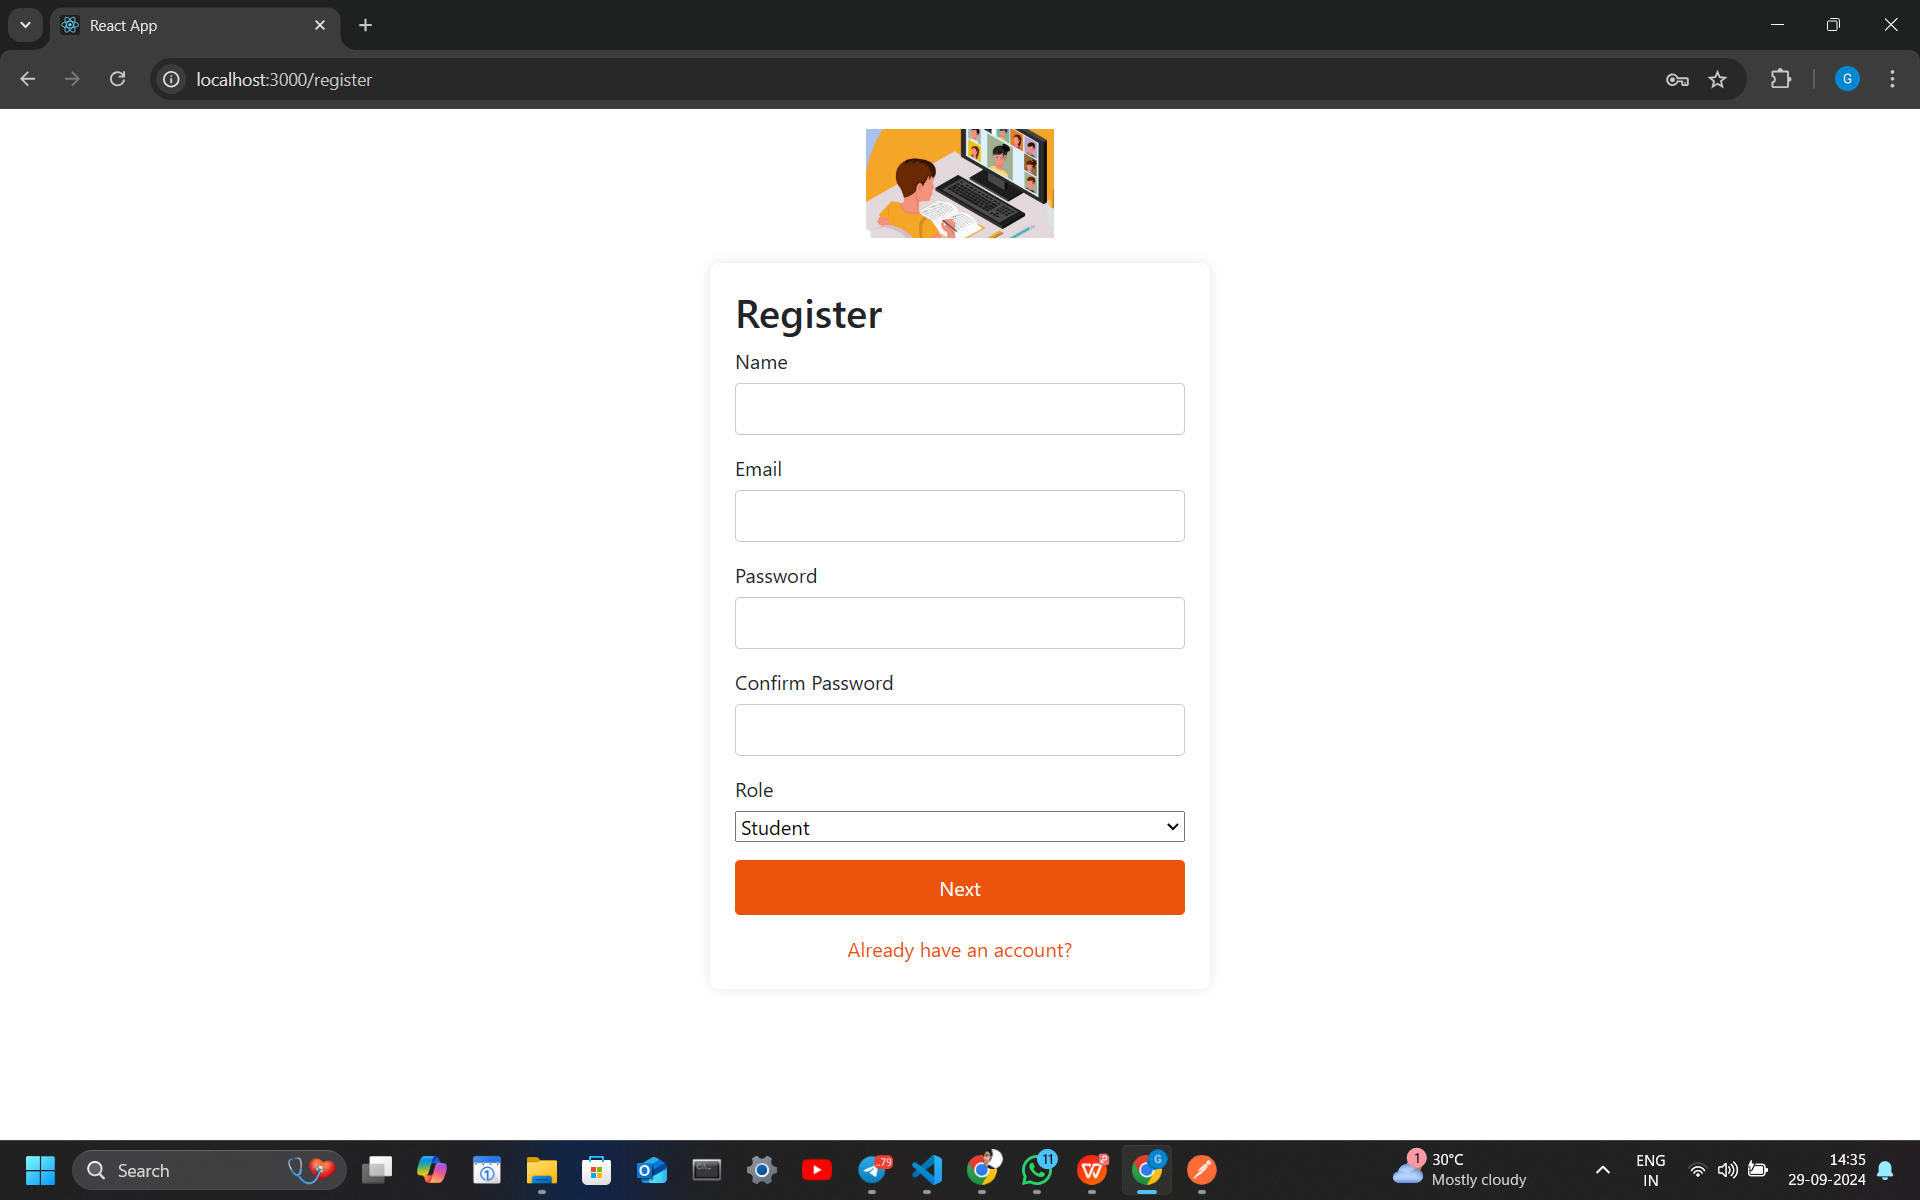 React App
localhost:3000/register
G
Register
Name
Email
Password
Confirm Password
Role
Student
Next
Already have an account?
Search
79
11
G
1
30°C
Mostly cloudy
ENG
IN
14:35
29-09-2024